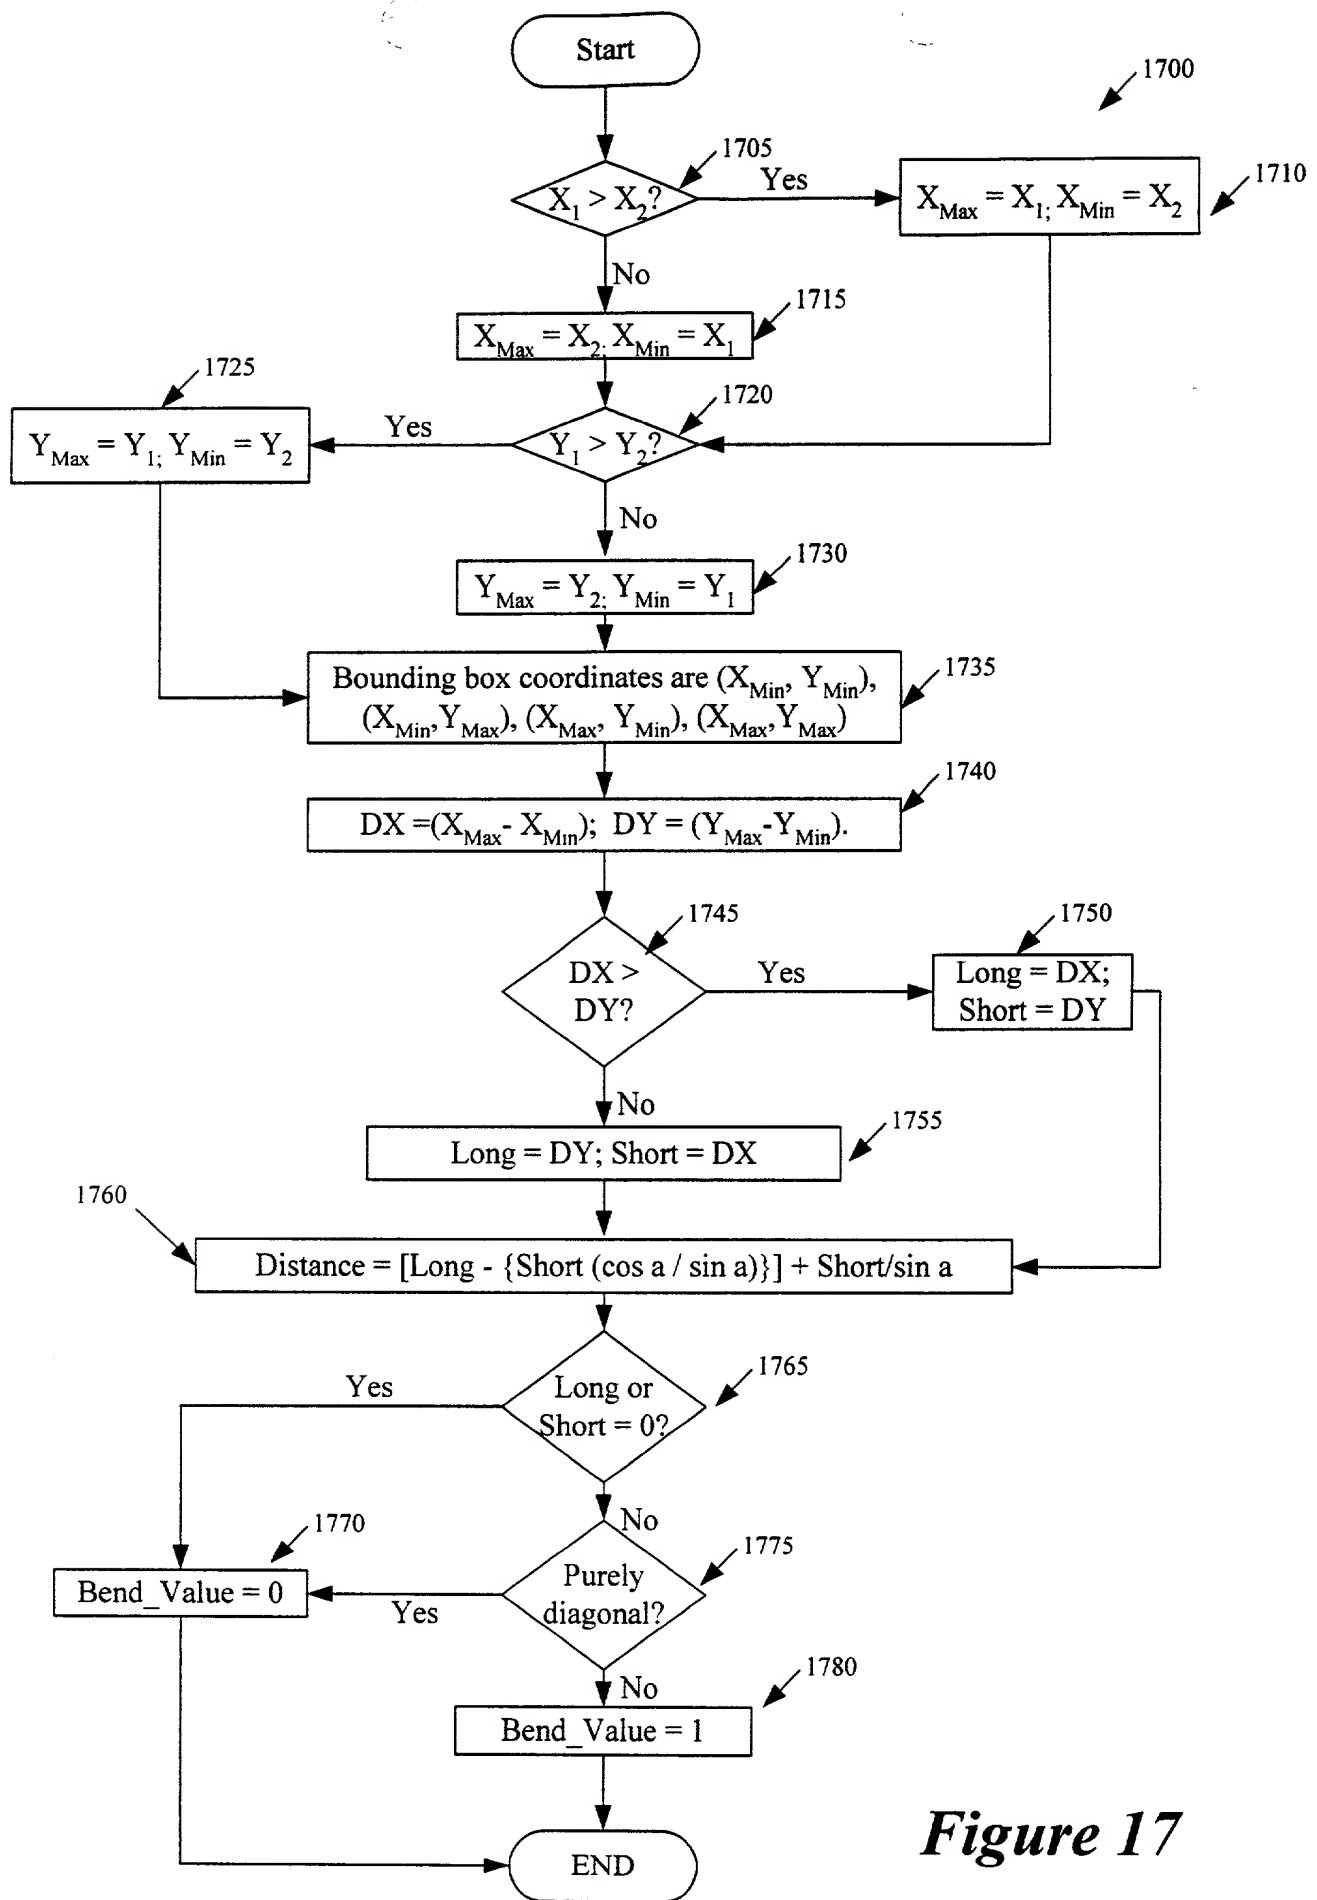 Start
1700
1705
X1 > X2?
Yes
XMax = X1; XMin = X2
1710
No
1715
XMax = X2; XMin = X1
1725
1720
YMax = Y1; YMin = Y2
Yes
Y1 > Y2?
No
1730
YMax = Y2; YMin = Y1
Bounding box coordinates are (XMin, YMin),
(XMin,YMax), (XMax, YMin), (XMax,YMax)
1735
1740
DX =(XMax- XMin); DY = (YMax-YMin).
1745
1750
DX >
DY?
Yes
Long = DX;
Short = DY
No
1755
Long = DY; Short = DX
1760
Distance = [Long - {Short (cos a / sin a)}] + Short/sin a
1765
Yes
Long or
Short = 0?
No
1770
1775
Bend_Value = 0
Yes
Purely
diagonal?
No
1780
Bend_Value = 1
END
Figure 17